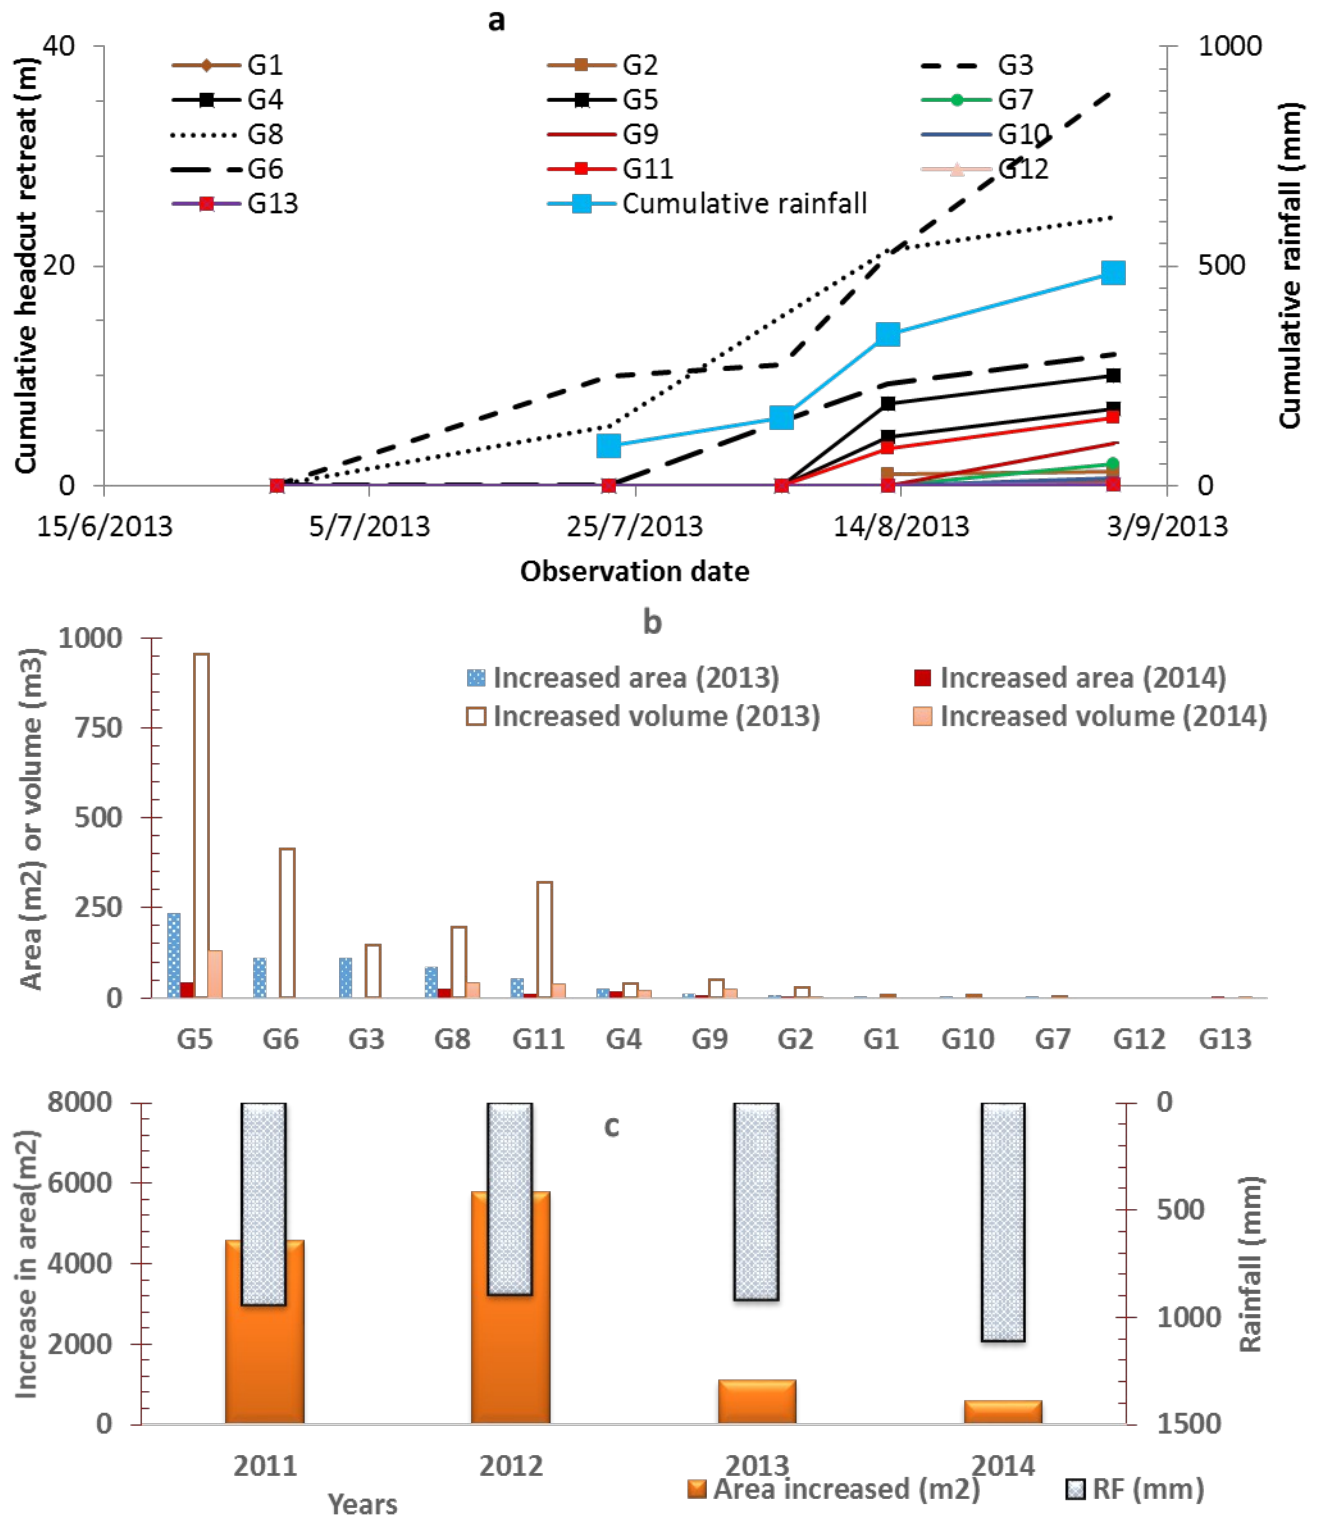 a
40
1000
G1
G2
G3
G4
G5
G7
G8
G9
G10
G6
G11
G12
G13
Cumulative rainfall
20
500
0
0
Cumulative headcut retreat (m)
Cumulative rainfall (mm)
15/6/2013
5/7/2013
25/7/2013
14/8/2013
3/9/2013
Observation date
b
1000
750
500
250
0
Area (m2) or volume (m3)
Increased area (2013)
Increased area (2014)
Increased volume (2013)
Increased volume (2014)
G5
G6
G3
G8
G11
G4
G9
G2
G1
G10
G7
G12
G13
c
8000
6000
4000
2000
0
Increase in area(m2)
0
500
1000
1500
Rainfall (mm)
2011
2012
2013
2014
Years
Area increased (m2)
RF (mm)